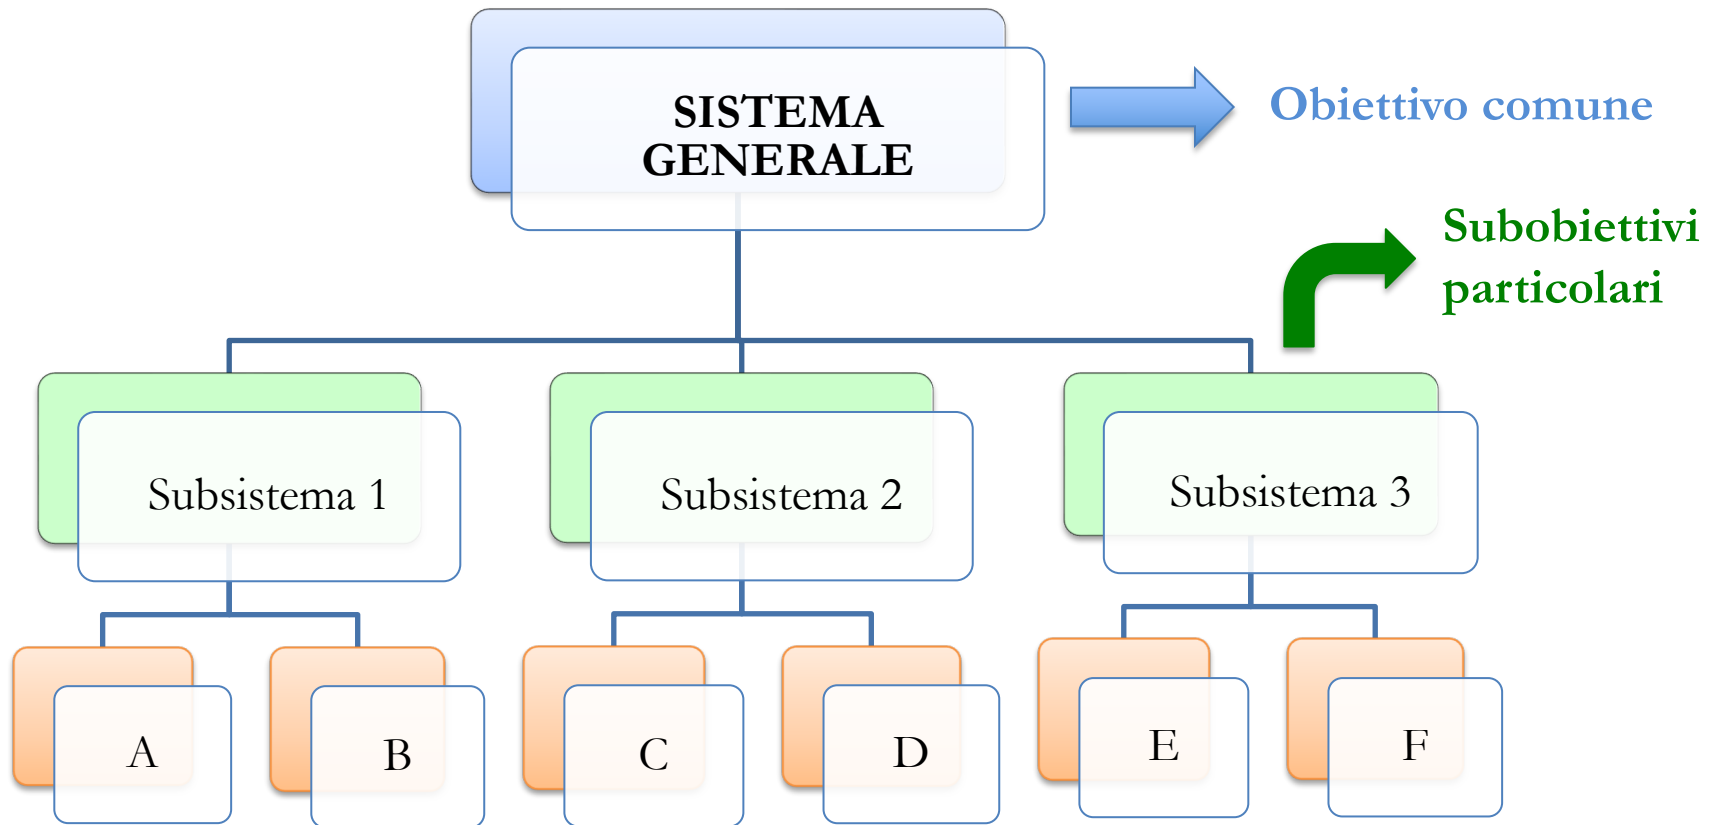 SISTEMA
GENERALE
Obiettivo comune
Subobiettivi
particolari
Subsistema 1
Subsistema 2
Subsistema 3
A
B
C
D
E
F